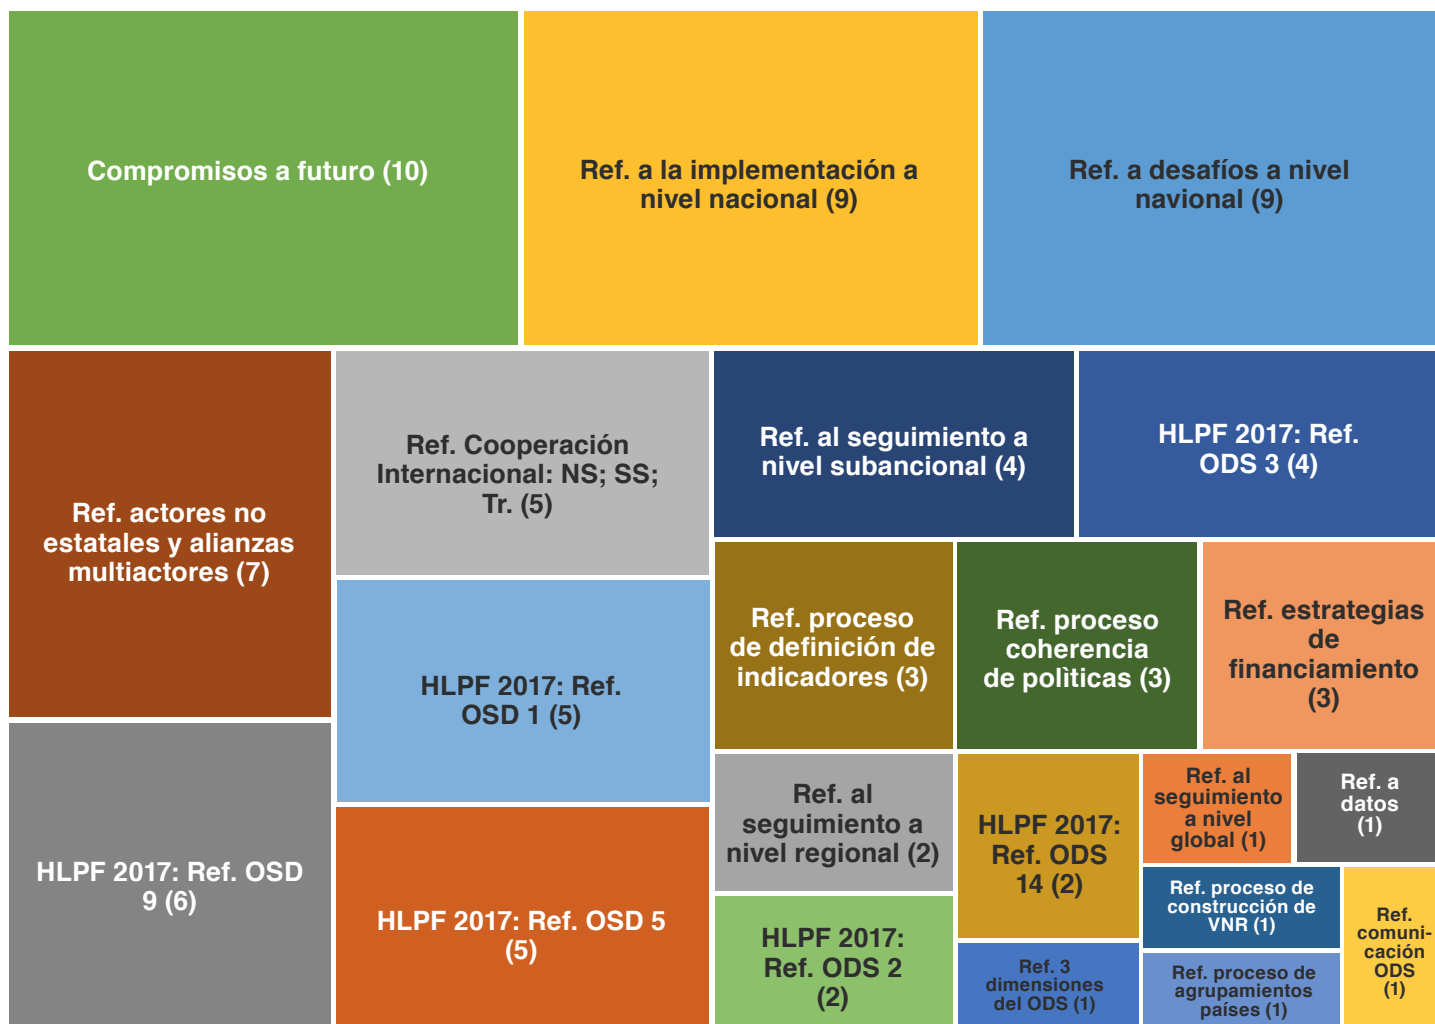 Compromisos a futuro (10)
Ref. a la implementación a
nivel nacional (9)
Ref. a desafíos a nivel
navional (9)
Ref. actores no
estatales y alianzas
multiactores (7)
Ref. Cooperación
Internacional: NS; SS;
Tr. (5)
Ref. al seguimiento a
nivel subancional (4)
HLPF 2017: Ref.
ODS 3 (4)
HLPF 2017: Ref.
OSD 1 (5)
Ref. proceso
de definición de
indicadores (3)
Ref. proceso
coherencia
de polìticas (3)
Ref. estrategias
de
financiamiento
(3)
HLPF 2017: Ref. OSD
9 (6)
HLPF 2017: Ref. OSD 5
(5)
Ref. al
seguimiento a
nivel regional (2)
HLPF 2017:
Ref. ODS 2
(2)
HLPF 2017:
Ref. ODS
14 (2)
Ref. 3
dimensiones
del ODS (1)
Ref. al
seguimiento
a nivel
global (1)
Ref. a
datos
(1)
Ref. proceso de
construcción de
VNR (1)
Ref. proceso de
agrupamientos
países (1)
Ref.
comuni-
cación
ODS
(1)